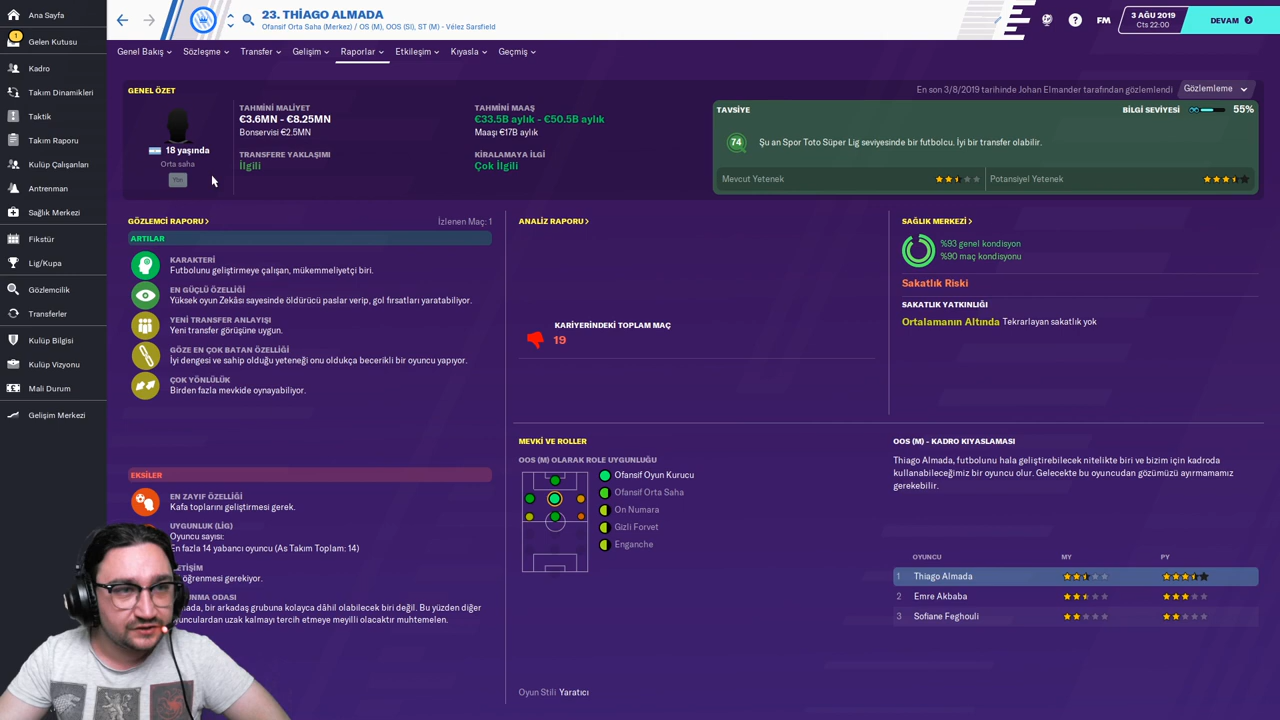 Ana Sayfa
1
Gelen Kutusu
Kadro
Takım Dinamikleri
Taktik
Takım Raporu
Kulüp Çalışanları
Antrenman
Sağlık Merkezi
Fikstür
Lig/Kupa
Gözlemcilik
Transferler
Kulüp Bilgisi
Kulüp Vizyonu
Mali Durum
Gelişim Merkezi
23. THİAGO ALMADA
Ofansif Orta Saha (Merkez) / OS (M), OOS (Sl), ST (M) - Vélez Sarsfield
? FM
3 AĞU 2019
Cts 22:00
DEVAM
Genel Bakış Sözleşme Transfer Gelişim Raporlar Etkileşim Kıyasla Geçmiş
GENEL ÖZET
En son 3/8/2019 tarihinde Johan Elmander tarafından gözlemlendi
Gözlemleme
18 yaşında
Orta saha
TAHMİNİ MALİYET
€3.6MN - €8.25MN
Bonservisi €2.5MN
TRANSFERE YAKLAŞIMI
İlgili
TAHMİNİ MAAŞ
€33.5B aylık - €50.5B aylık
Maaşı €17B aylık
KİRALAMAYA İLGİ
Çok İlgili
TAVSİYE
BİLGİ SEVİYESİ 55%
74
Şu an Spor Toto Süper Lig seviyesinde bir futbolcu. İyi bir transfer olabilir.
Mevcut Yetenek
Potansiyel Yetenek
GÖZLEMCİ RAPORU
İzlenen Maç: 1
ARTILAR
KARAKTERİ
Futbolunu geliştirmeye çalışan, mükemmeliyetçi biri.
EN GÜÇLÜ ÖZELLİĞİ
Yüksek oyun Zekâsı sayesinde öldürücü paslar verip, gol fırsatları yaratabiliyor.
YENİ TRANSFER ANLAYIŞI
Yeni transfer görüşüne uygun.
GÖZE EN ÇOK BATAN ÖZELLİĞİ
İyi dengesi ve sahip olduğu yeteneği onu oldukça becerikli bir oyuncu yapıyor.
ÇOK YÖNLÜLÜK
Birden fazla mevkide oynayabiliyor.
EKSİLER
EN ZAYIF ÖZELLİĞİ
Kafa toplarını geliştirmesi gerek.
UYGUNLUK (LİG)
Oyuncu sayısı:
En fazla 14 yabancı oyuncu (As Takım Toplam: 14)
öğrenmesi gerekiyor.
bir arkadaş grubuna kolayca dâhil olabilecek biri değil. Bu yüzden diğer
uzak kalmayı tercih etmeye meyilli olacaktır muhtemelen.
ANALİZ RAPORU
KARİYERİNDEKİ TOPLAM MAÇ
19
SAĞLIK MERKEZİ
%93 genel kondisyon
%90 maç kondisyonu
Sakatlık Riski
SAKATLIK YATKINLIĞI
Ortalamanın Altında Tekrarlayan sakatlık yok
MEVKİ VE ROLLER
OOS (M) OLARAK ROLE UYGUNLUĞU
Ofansif Oyun Kurucu
Ofansif Orta Saha
On Numara
Gizli Forvet
Enganche
Oyun Stili Yaratıcı
OOS (M) - KADRO KIYASLAMASI
Thiago Almada, futbolunu hala geliştirebilecek nitelikte biri ve bizim için kadroda
kullanabileceğimiz bir oyuncu olur. Gelecekte bu oyuncudan gözümüzü ayırmamamız
gerekebilir.
OYUNCU MY PY
1 Thiago Almada
2 Emre Akbaba
3 Sofiane Feghouli